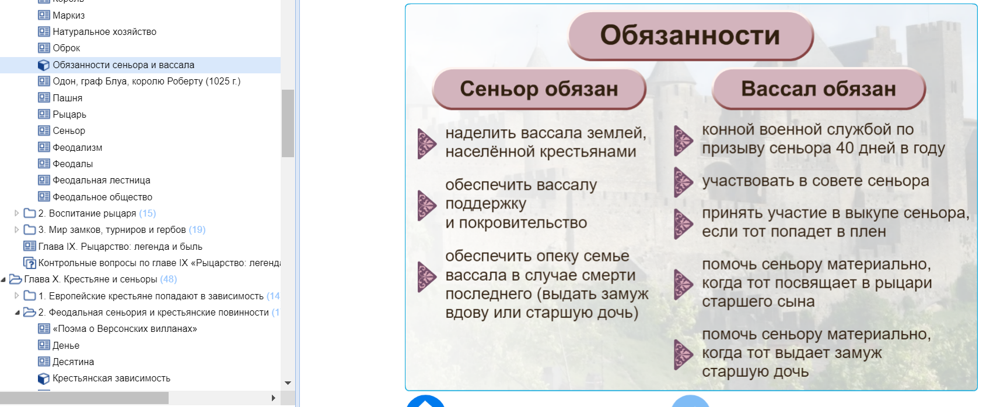 Король
Маркиз
Натуральное хозяйство
Оброк
Обязанности сеньора и вассала
Одон, граф Блуа, королю Роберту (1025 г.)
Пашня
Рыцарь
Сеньор
Феодализм
Феодалы
Феодальная лестница
Феодальное общество
2. Воспитание рыцаря (15)
3. Мир замков, турниров и гербов (19)
Глава IX. Рыцарство: легенда и быль
Контрольные вопросы по главе IX «Рыцарство: легенда
Глава X. Крестьяне и сеньоры (48)
1. Европейские крестьяне попадают в зависимость (14
2. Феодальная сеньория и крестьянские повинности (1
«Поэма о Версонских вилланах»
Денье
Десятина
Крестьянская зависимость
Обязанности
Сеньор обязан
наделить вассала землей,
населённой крестьянами
обеспечить вассалу
поддержку
и покровительство
обеспечить опеку семье
вассала в случае смерти
последнего (выдать замуж
вдову или старшую дочь)
Вассал обязан
конной военной службой по
призыву сеньора 40 дней в году
участвовать в совете сеньора
принять участие в выкупе сеньора,
если тот попадет в плен
помочь сеньору материально,
когда тот посвящает в рыцари
старшего сына
помочь сеньору материально,
когда тот выдает замуж
старшую дочь